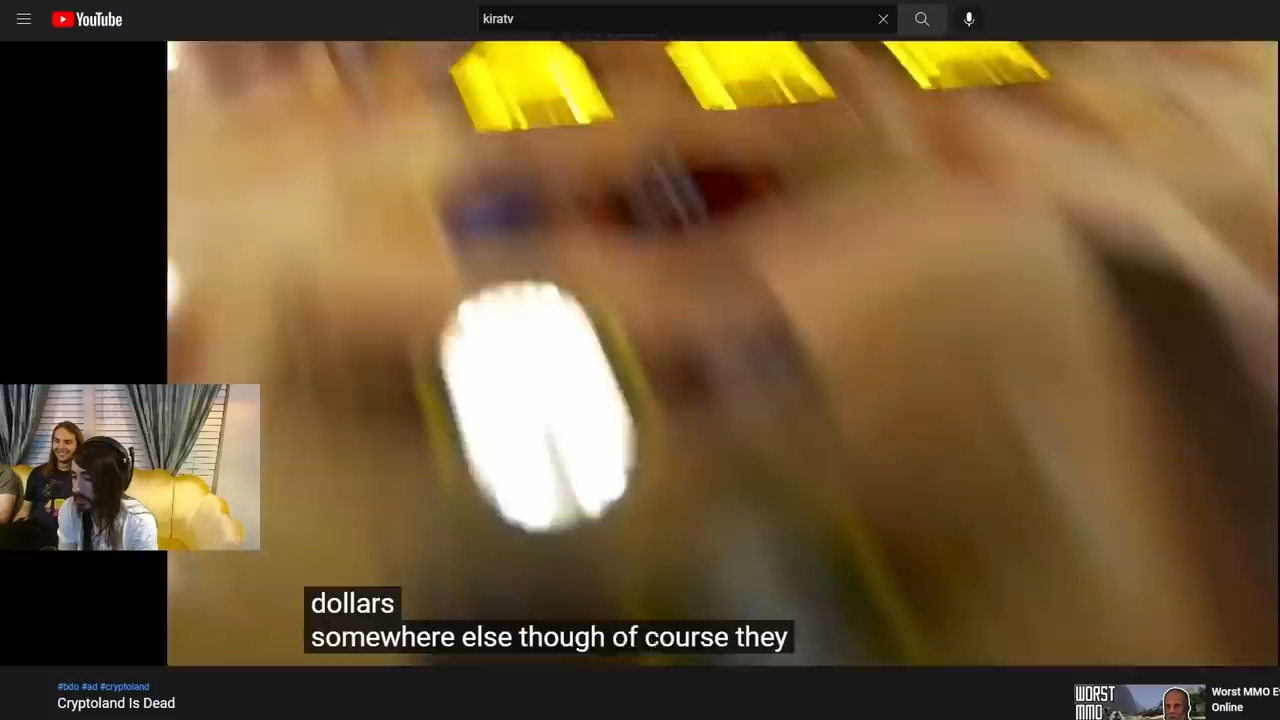 YouTube
kiratv
dollars
somewhere else though of course they
#bdo #ad #cryptoland
Cryptoland Is Dead
WORST
MMO
Worst MMO E
Online